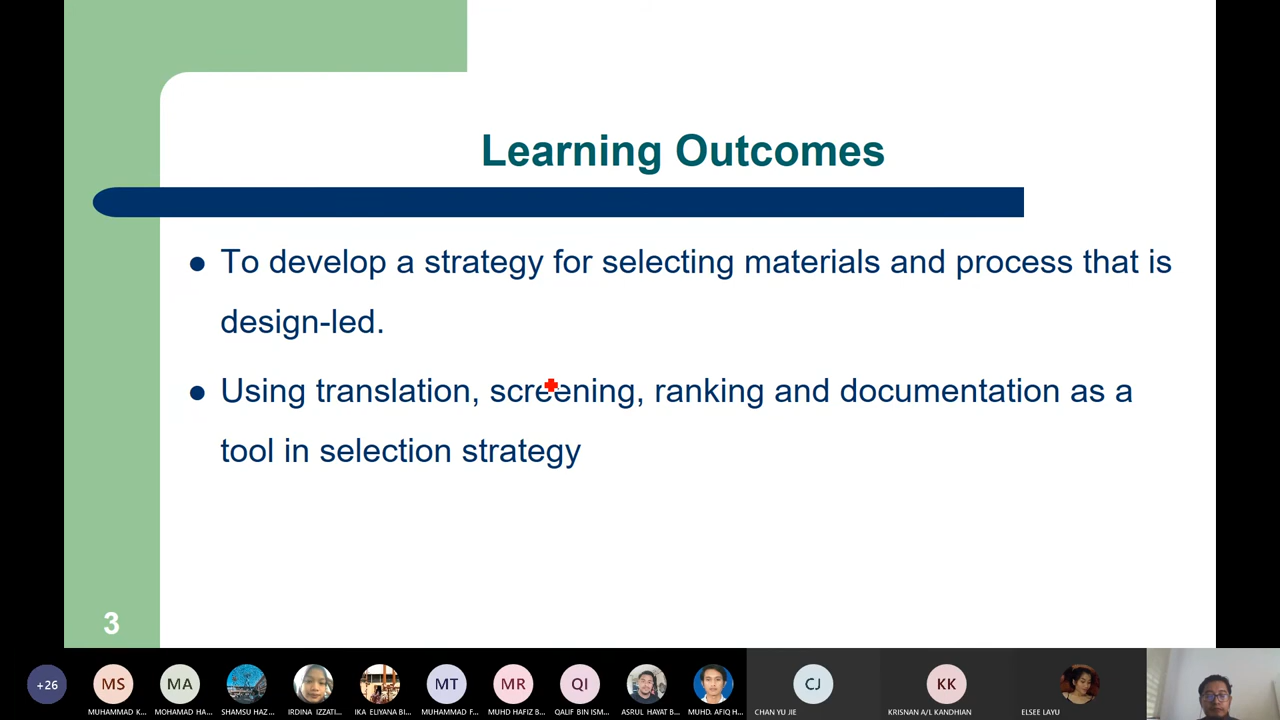 Learning Outcomes
● To develop a strategy for selecting materials and process that is
design-led.
● Using translation, screening, ranking and documentation as a
tool in selection strategy
3
+26
MS
MA
MT
MR
QI
CJ
KK
MUHAMMAD K...
MOHAMAD HA...
SHAMSU HAZ...
IRDINA IZZATI...
IKA ELIYANA BI...
MUHAMMAD F...
MUHD HAFIZ B...
QALIF BIN ISM...
ASRUL HAYAT B...
MUHD. AFIQ H...
CHAN YU JIE
KRISNAN A/L KANDHIAN
ELSEE LAYU